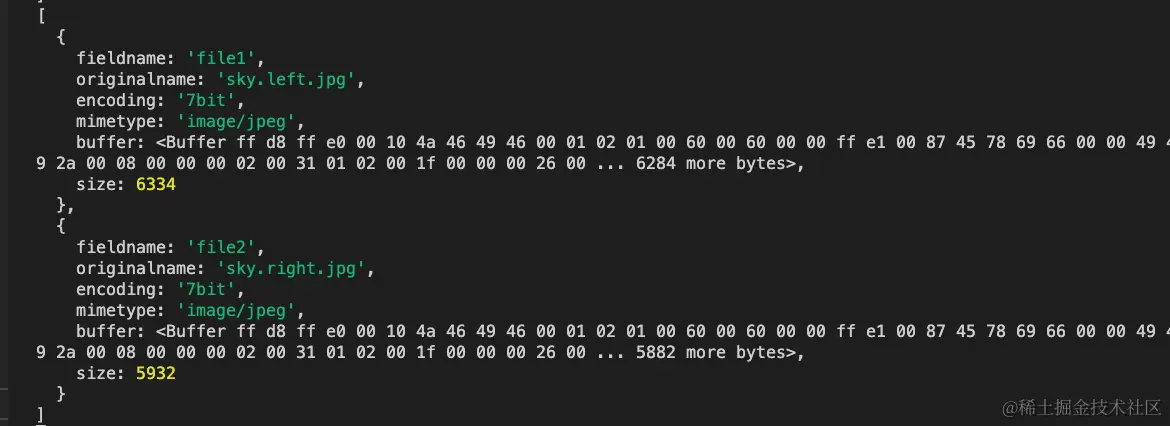 [
  {
    fieldname: 'file1',
    originalname: 'sky.left.jpg',
    encoding: '7bit',
    mimetype: 'image/jpeg',
    buffer: <Buffer ff d8 ff e0 00 10 4a 46 49 46 00 01 02 01 00 60 00 60 00 00 ff e1 00 87 45 78 69 66 00 00 49 4
9 2a 00 08 00 00 00 02 00 31 01 02 00 1f 00 00 00 26 00 ... 6284 more bytes>,
    size: 6334
  },
  {
    fieldname: 'file2',
    originalname: 'sky.right.jpg',
    encoding: '7bit',
    mimetype: 'image/jpeg',
    buffer: <Buffer ff d8 ff e0 00 10 4a 46 49 46 00 01 02 01 00 60 00 60 00 00 ff e1 00 87 45 78 69 66 00 00 49 4
9 2a 00 08 00 00 00 02 00 31 01 02 00 1f 00 00 00 26 00 ... 5882 more bytes>,
    size: 5932
  }
]
@稀土掘金技术社区